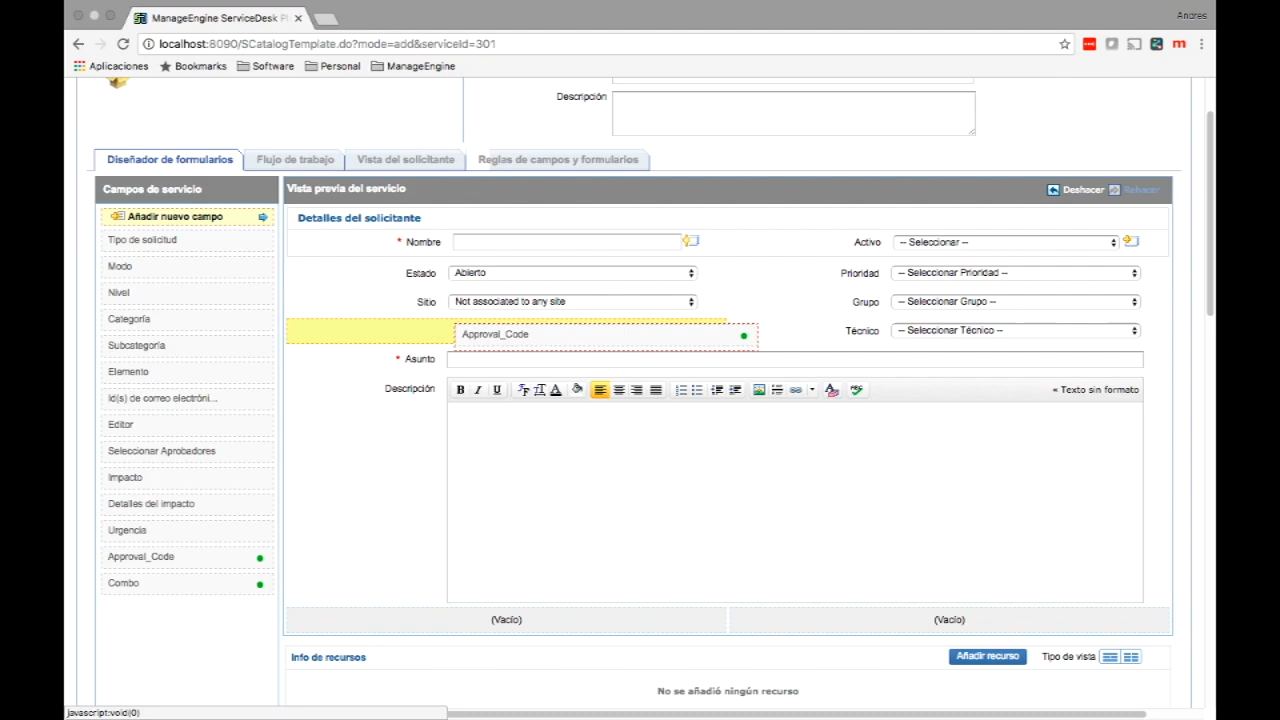 ManageEngine ServiceDesk Pl
Andres
localhost:8090/SCatalogTemplate.do?mode=add&serviceId=301
Aplicaciones Bookmarks Software Personal ManageEngine
Descripción
Diseñador de formularios Flujo de trabajo Vista del solicitante Reglas de campos y formularios
Campos de servicio
Añadir nuevo campo
Tipo de solicitud
Modo
Nivel
Categoría
Subcategoría
Elemento
Id(s) de correo electróni...
Editor
Seleccionar Aprobadores
Impacto
Detalles del impacto
Urgencia
Approval_Code
Combo
Vista previa del servicio Deshacer Rehacer
Detalles del solicitante
* Nombre Activo -- Seleccionar --
Estado Abierto Prioridad -- Seleccionar Prioridad --
Sitio Not associated to any site Grupo -- Seleccionar Grupo --
Approval_Code Técnico -- Seleccionar Técnico --
* Asunto
Descripción B I U « Texto sin formato
(Vacío) (Vacío)
Info de recursos Añadir recurso Tipo de vista
No se añadió ningún recurso
javascript:void(0)